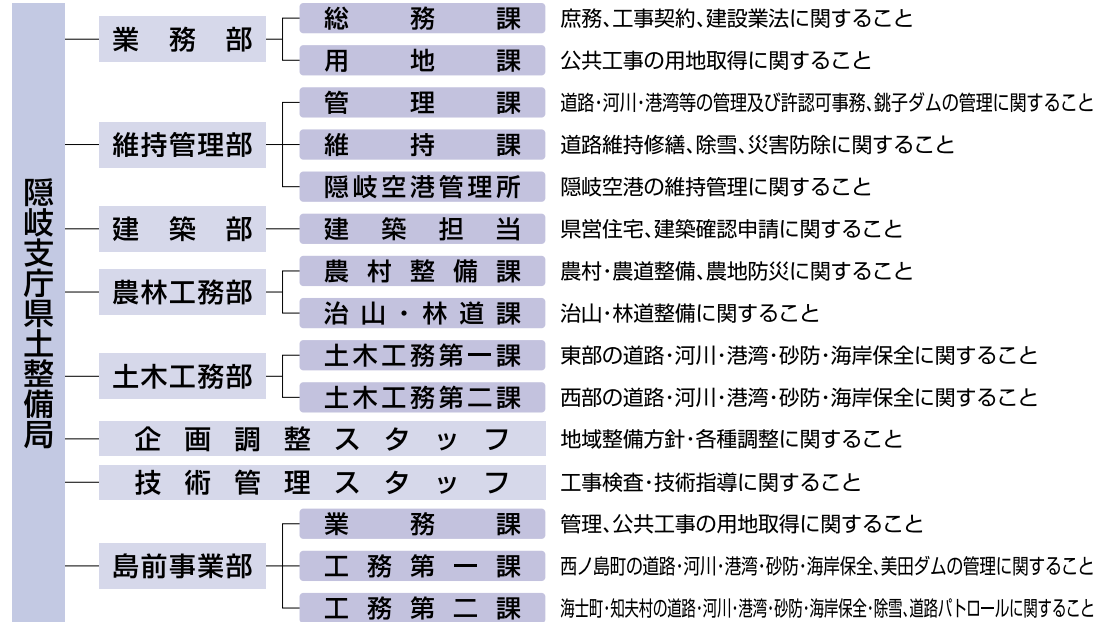 隠岐支庁県土整備局
業務部
総務課 庶務、工事契約、建設業法に関すること
用地課 公共工事の用地取得に関すること
維持管理部
管理課 道路・河川・港湾等の管理及び許認可事務、銚子ダムの管理に関すること
維持課 道路維持修繕、除雪、災害防除に関すること
隠岐空港管理所 隠岐空港の維持管理に関すること
建築部
建築担当 県営住宅、建築確認申請に関すること
農林工務部
農村整備課 農村・農道整備、農地防災に関すること
治山・林道課 治山・林道整備に関すること
土木工務部
土木工務第一課 東部の道路・河川・港湾・砂防・海岸保全に関すること
土木工務第二課 西部の道路・河川・港湾・砂防・海岸保全に関すること
企画調整スタッフ 地域整備方針・各種調整に関すること
技術管理スタッフ 工事検査・技術指導に関すること
島前事業部
業務課 管理、公共工事の用地取得に関すること
工務第一課 西ノ島町の道路・河川・港湾・砂防・海岸保全、美田ダムの管理に関すること
工務第二課 海士町・知夫村の道路・河川・港湾・砂防・海岸保全・除雪、道路パトロールに関すること